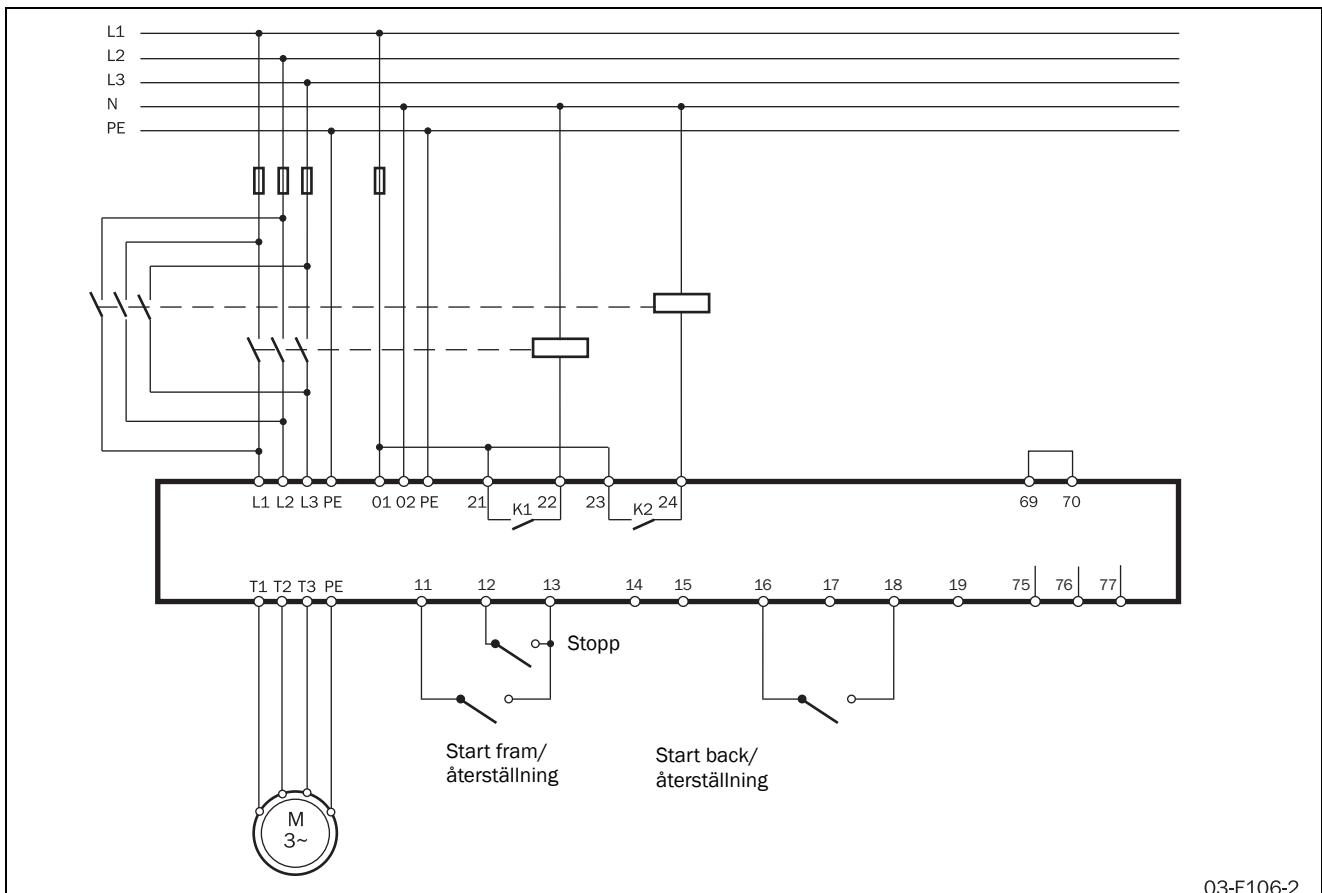 L1
L2
L3
N
PE
L1 L2 L3 PE 01 02 PE 21 K1 22 23 K2 24 69 70
T1 T2 T3 PE 11 12 13 14 15 16 17 18 19 75 76 77
Stopp
Start fram/
återställning
Start back/
återställning
M
3~
03-F106-2